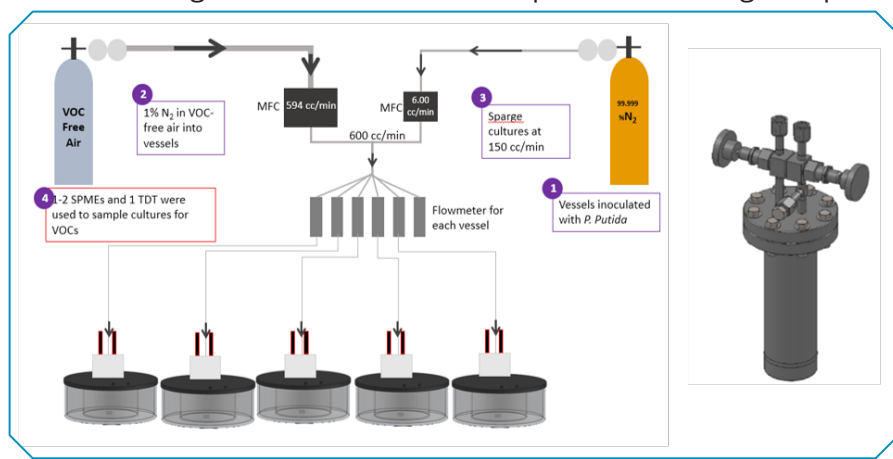 VOC
Free
Air
2
1% N2 in VOC-
free air into
vessels
MFC
594 cc/min
MFC
6.00
cc/min
600 cc/min
3
Sparge
cultures at
150 cc/min
99.999
%N2
4
1-2 SPMEs and 1 TDT were
used to sample cultures for
VOCs
Flowmeter for
each vessel
1
Vessels inoculated
with P. Putida